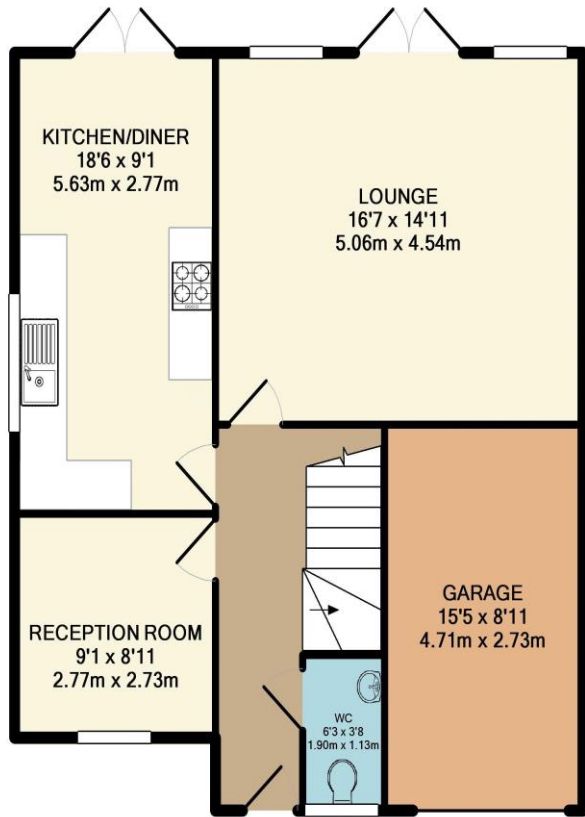 KITCHEN/DINER
18'6 x 9'1
5.63m x 2.77m
LOUNGE
16'7 x 14'11
5.06m x 4.54m
RECEPTION ROOM
9'1 x 8'11
2.77m x 2.73m
GARAGE
15'5 x 8'11
4.71m x 2.73m
WC
6'3 x 3'8
1.90m x 1.13m